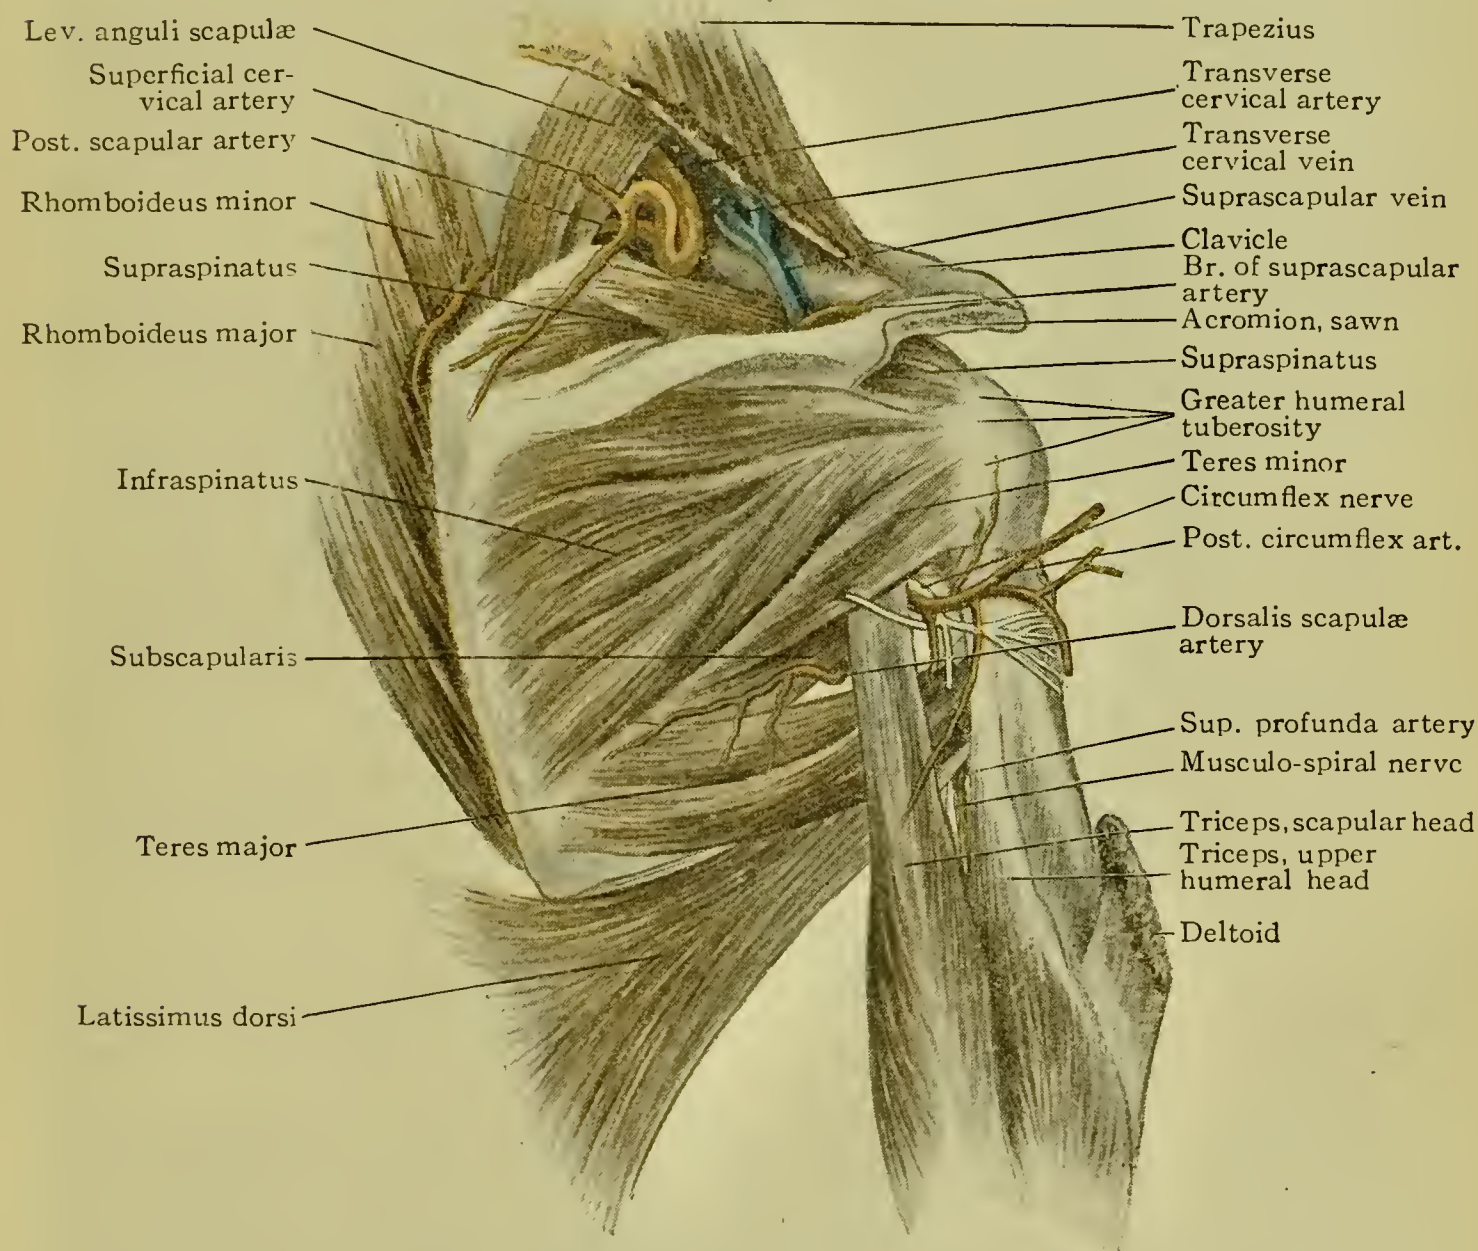 Lev. anguli scapulæ
Superficial cer-
vical artery
Post. scapular artery
Rhomboideus minor
Supraspinatus
Rhomboideus major
Infraspinatus
Subscapularis
Teres major
Latissimus dorsi
Trapezius
Transverse
cervical artery
Transverse
cervical vein
Suprascapular vein
Clavicle
Br. of suprascapular
artery
Acromion, sawn
Supraspinatus
Greater humeral
tuberosity
Teres minor
Circumflex nerve
Post. circumflex art.
Dorsalis scapulæ
artery
Sup. profunda artery
Musculo-spiral nerve
Triceps, scapular head
Triceps, upper
humeral head
Deltoid